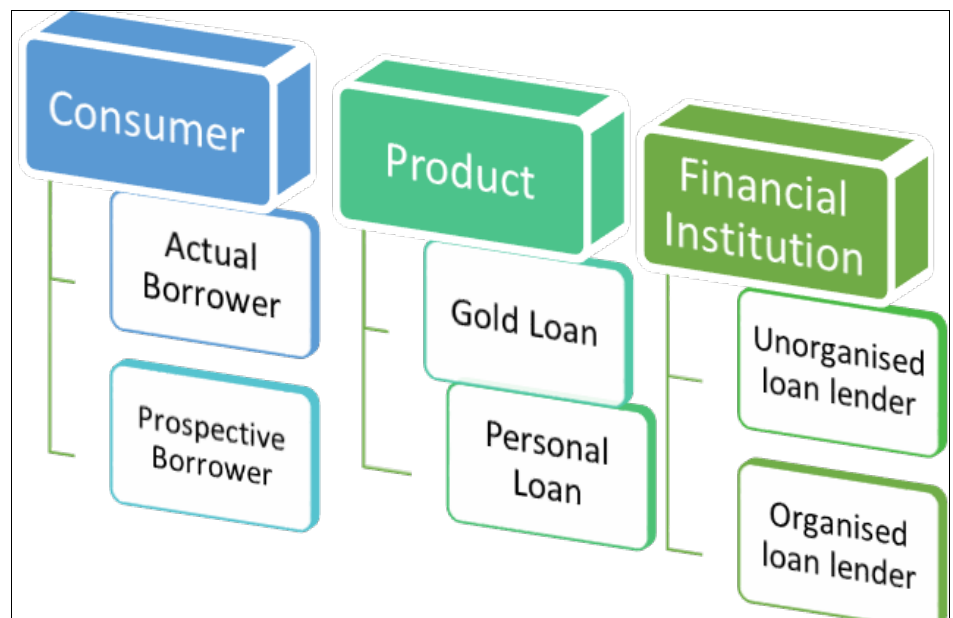 Consumer
Actual
Borrower
Prospective
Borrower
Product
Gold Loan
Personal
Loan
Financial
Institution
Unorganised
loan lender
Organised
loan lender